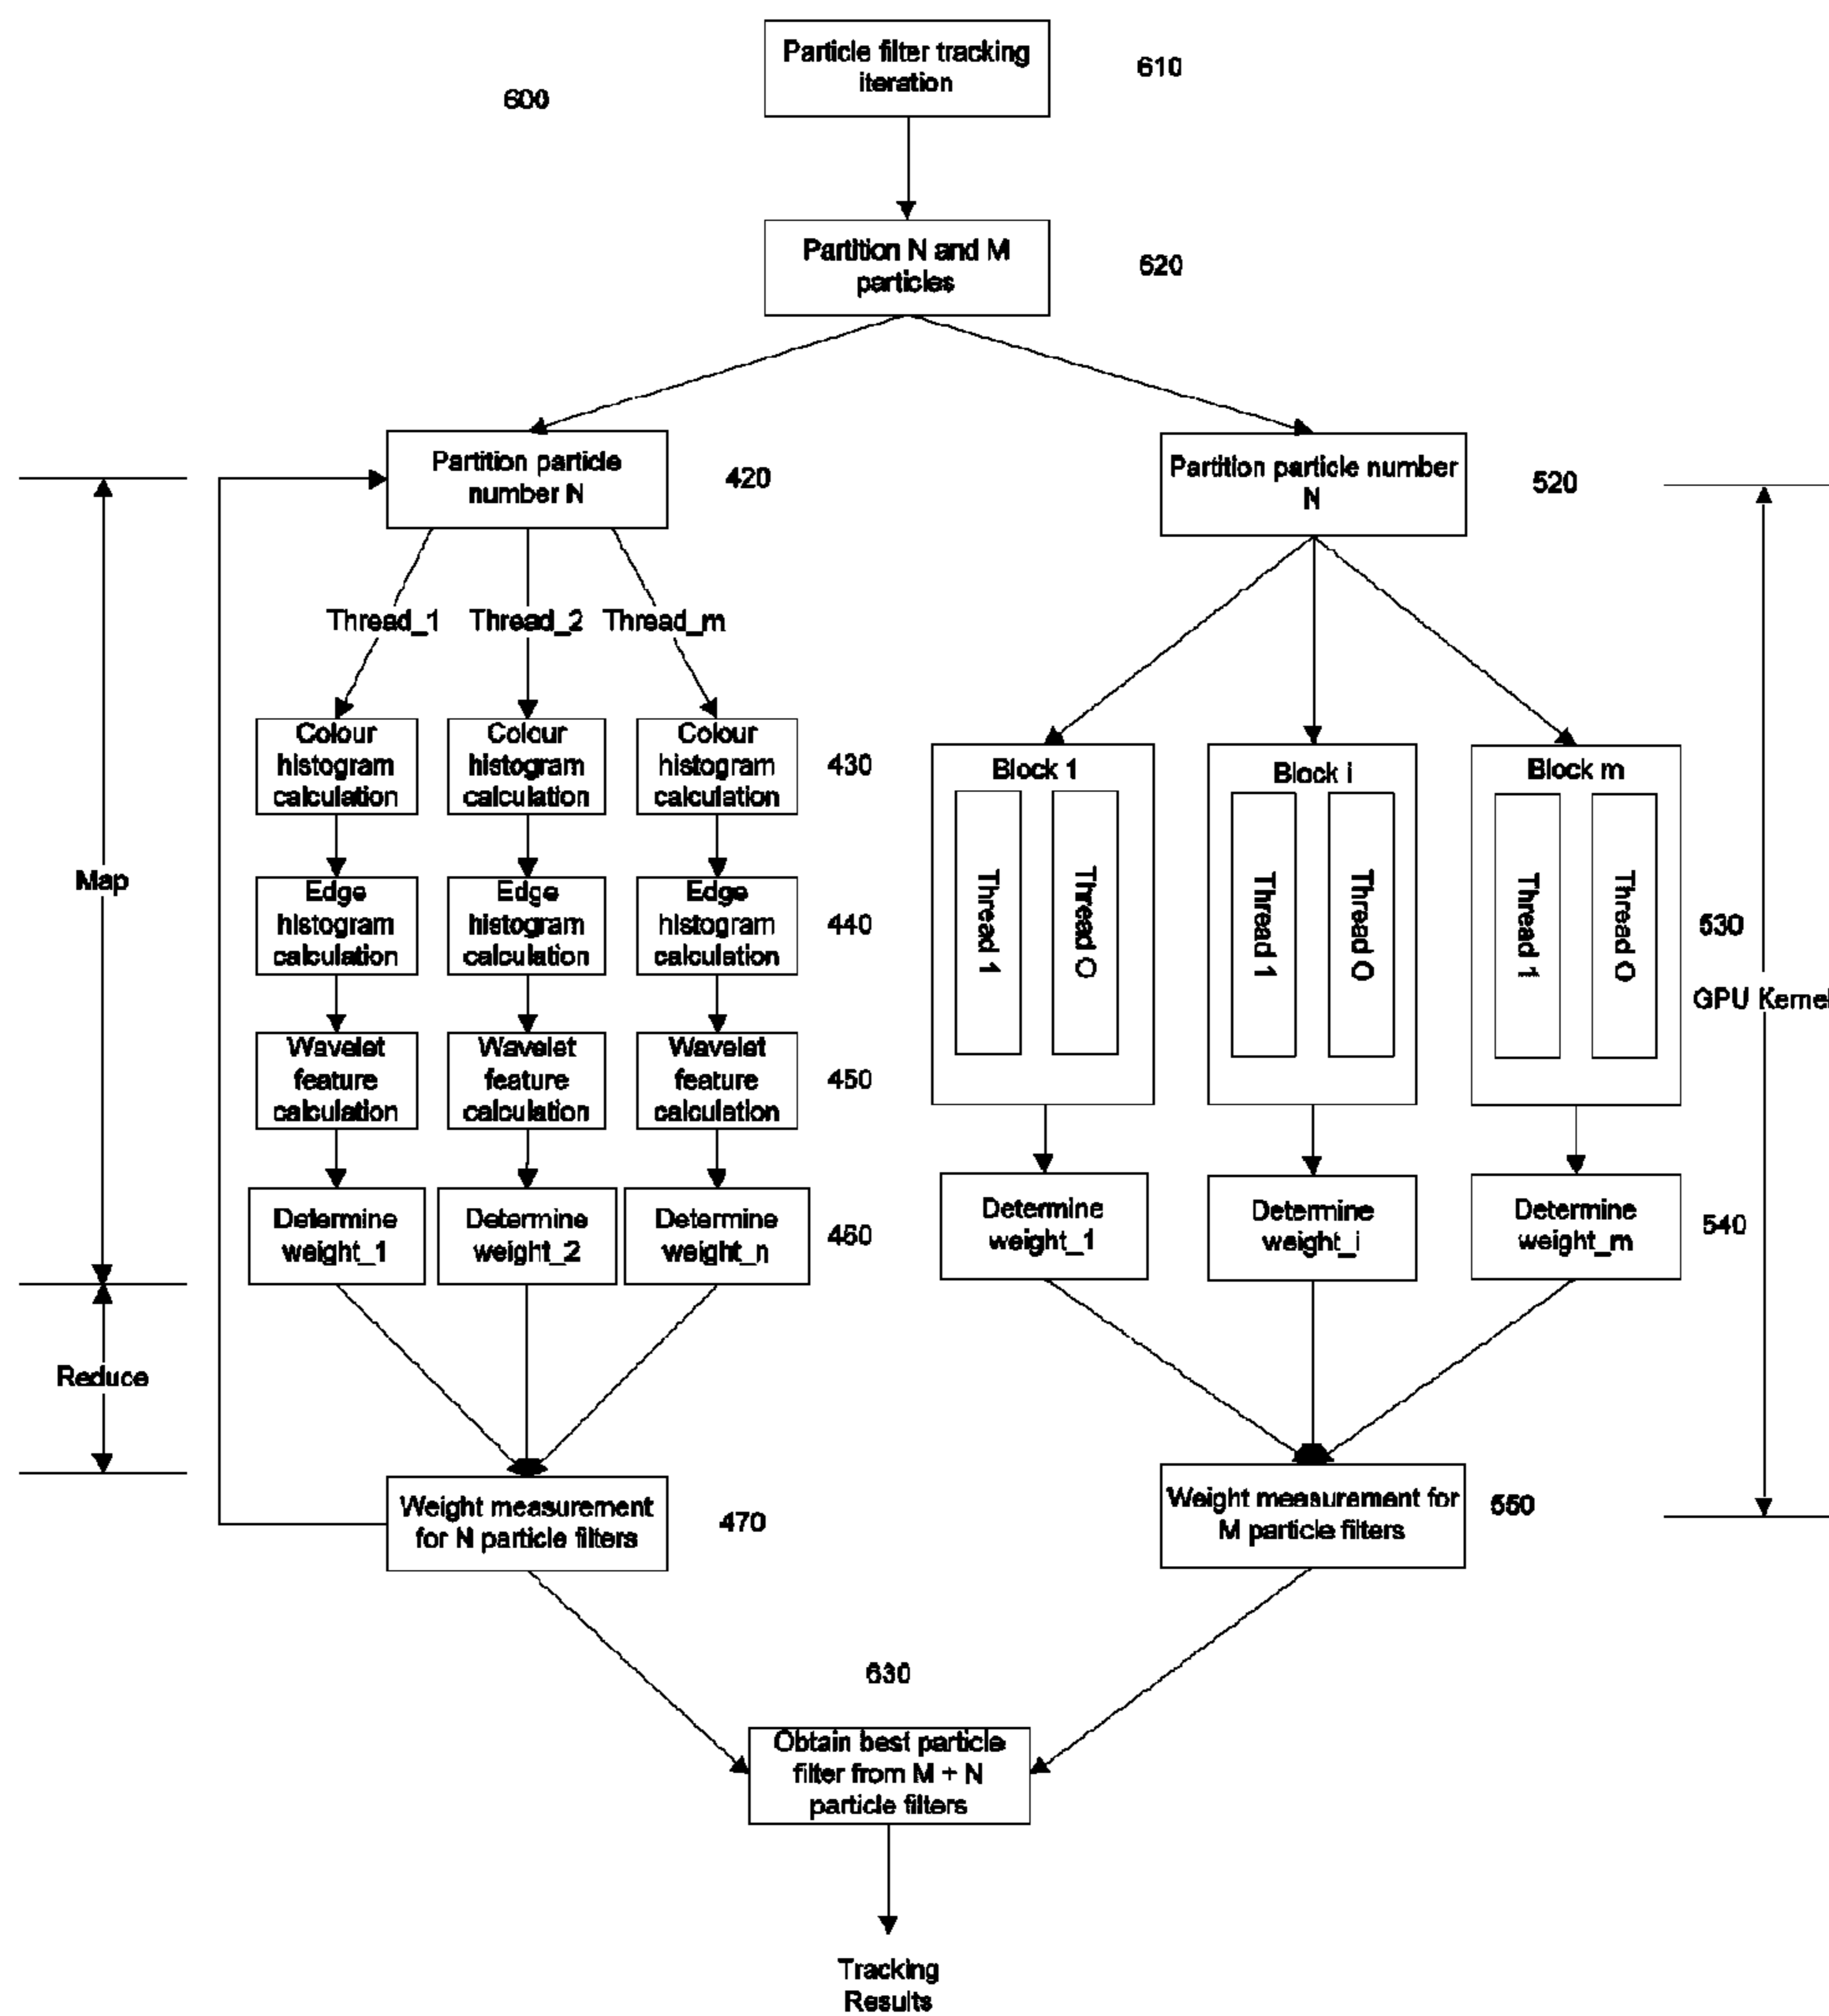 Particle filter tracking
iteration
610
600
Partition N and M
particles
620
Partition particle
number N
420
Partition particle number
N
520
Thread_1
Thread_2
Thread_m
Colour
histogram
calculation
Colour
histogram
calculation
Colour
histogram
calculation
430
Edge
histogram
calculation
Edge
histogram
calculation
Edge
histogram
calculation
440
Wavelet
feature
calculation
Wavelet
feature
calculation
Wavelet
feature
calculation
450
Determine
weight_1
Determine
weight_2
Determine
weight_n
460
Map
Reduce
Block 1
Thread 1
Thread O
Block i
Thread 1
Thread O
Block m
Thread 1
Thread O
530
GPU Kernel
Determine
weight_1
Determine
weight_i
Determine
weight_m
540
Weight measurement
for N particle filters
470
Weight measurement for
M particle filters
550
630
Obtain best particle
filter from M + N
particle filters
Tracking
Results